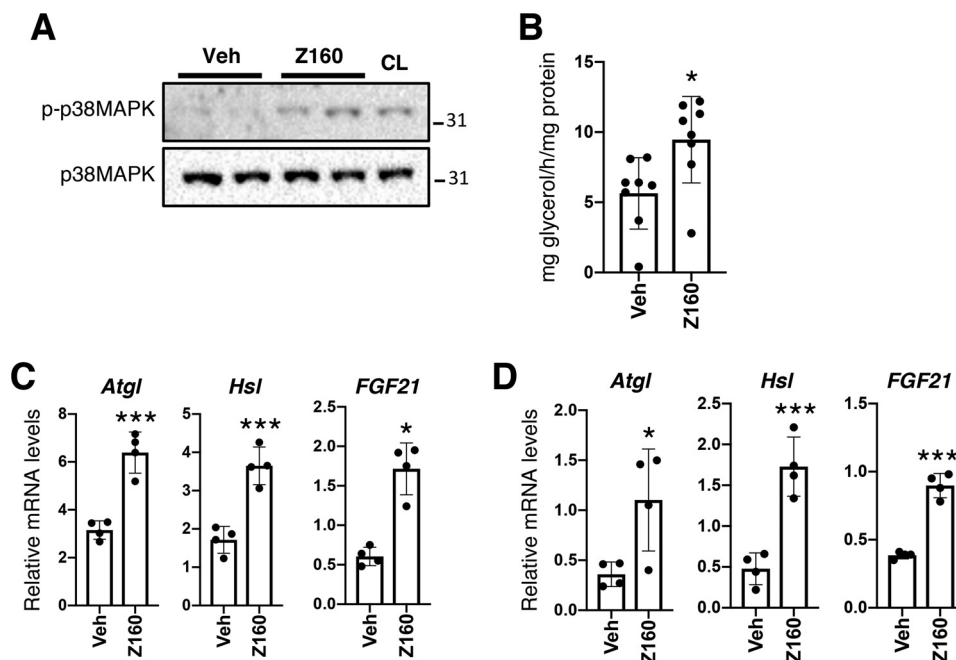 A
Veh Z160 CL
p-p38MAPK
31
p38MAPK
31
B
*
mg glycerol/h/mg protein
15
10
5
0
Veh
Z160
C
Atgl
Hsl
FGF21
Relative mRNA levels
8
6
4
2
0
***
Veh
Z160
5
4
3
2
1
0
***
Veh
Z160
2.5
2.0
1.5
1.0
0.5
0.0
*
Veh
Z160
D
Atgl
Hsl
FGF21
Relative mRNA levels
2.0
1.5
1.0
0.5
0.0
*
Veh
Z160
2.5
2.0
1.5
1.0
0.5
0.0
***
Veh
Z160
1.5
1.0
0.5
0.0
***
Veh
Z160